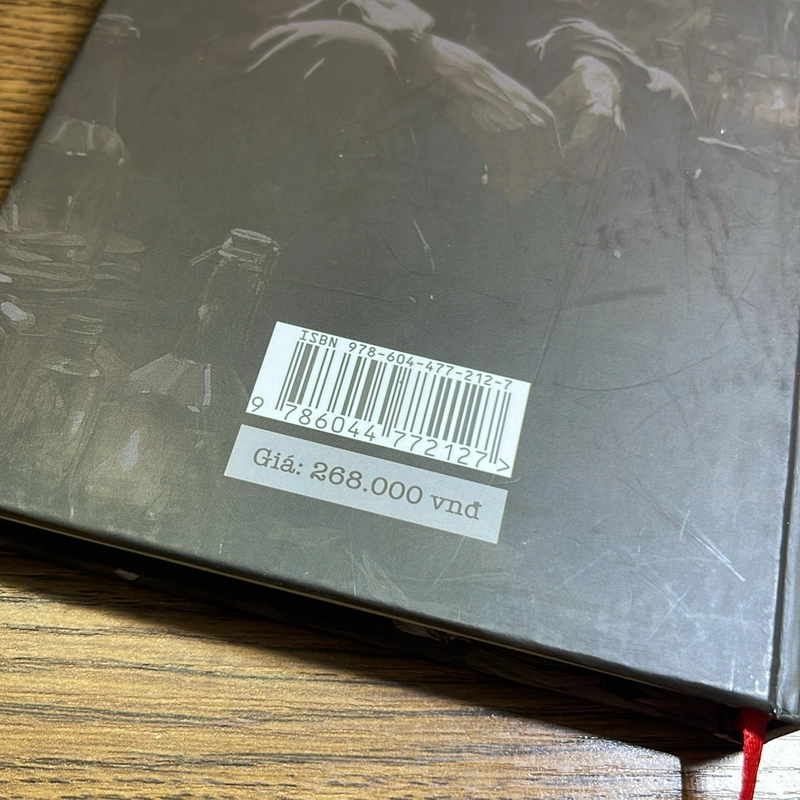 ISBN 978-604-477-212-7
9 786044 772127 >
Giá: 268.000 vnđ